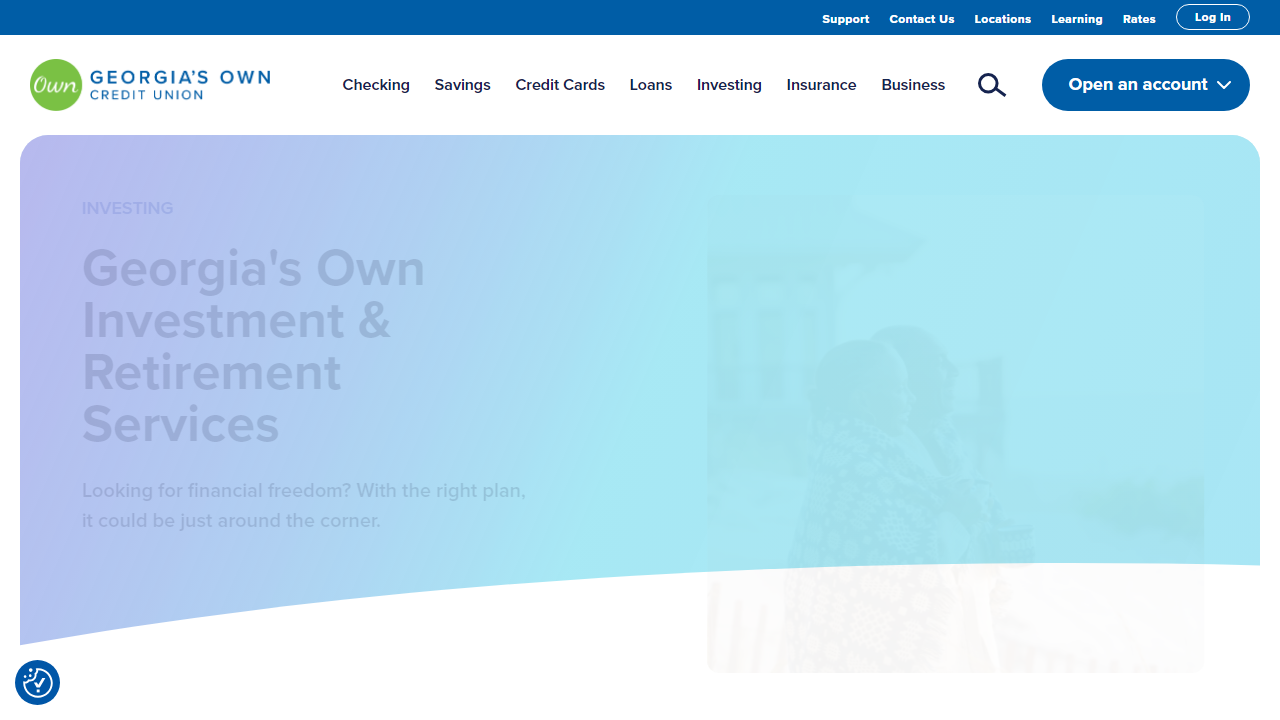 Support Contact Us Locations Learning Rates Log In
Own GEORGIA'S OWN
CREDIT UNION
Checking Savings Credit Cards Loans Investing Insurance Business Open an account
INVESTING
Georgia's Own
Investment &
Retirement
Services
Looking for financial freedom? With the right plan,
it could be just around the corner.